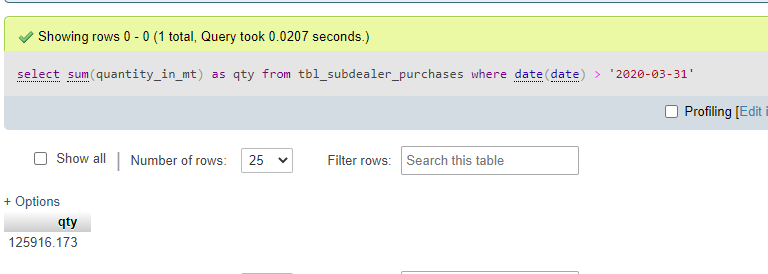 Showing rows 0 - 0 (1 total, Query took 0.0207 seconds.)
select sum(quantity_in_mt) as qty from tbl_subdealer_purchases where date(date) > '2020-03-31'
Profiling [Edit i
Show all | Number of rows: 25 Filter rows: Search this table
+ Options
qty
125916.173